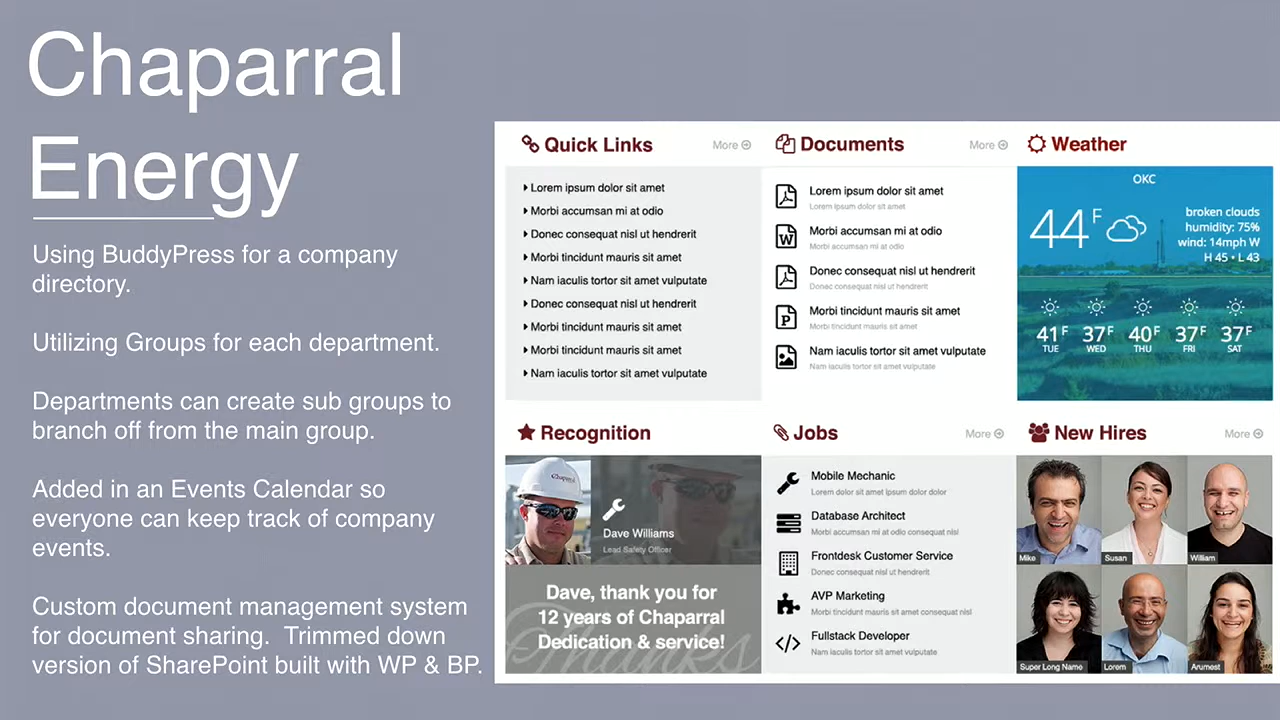 Chaparral
Energy
Using BuddyPress for a company
directory.
Utilizing Groups for each department.
Departments can create sub groups to
branch off from the main group.
Added in an Events Calendar so
everyone can keep track of company
events.
Custom document management system
for document sharing.  Trimmed down
version of SharePoint built with WP & BP.
Quick Links
More
Lorem ipsum dolor sit amet
Morbi accumsan mi at odio
Donec consequat nisl ut hendrerit
Morbi tincidunt mauris sit amet
Nam iaculis tortor sit amet vulputate
Donec consequat nisl ut hendrerit
Morbi tincidunt mauris sit amet
Morbi tincidunt mauris sit amet
Nam iaculis tortor sit amet vulputate
Documents
More
Lorem ipsum dolor sit amet
Lorem ipsum dolor sit amet
W
Morbi accumsan mi at odio
Morbi accumsan mi at odio
Donec consequat nisl ut hendrerit
Donec consequat nisl ut hendrerit
P
Morbi tincidunt mauris sit amet
Morbi tincidunt mauris sit amet
Nam iaculis tortor sit amet vulputate
Nam iaculis tortor sit amet vulputate
Weather
OKC
44 F
broken clouds
humidity: 75%
wind: 14mph W
H 45 • L 43
41F 37F 40F 37F 37F
TUE WED THU FRI SAT
Recognition
Chaparral
Dave Williams
Lead Safety Officer
Dave, thank you for
12 years of Chaparral
Dedication & service!
Thanks
Jobs
More
Mobile Mechanic
Lorem dolor sit amet ipsum dolor dolor
Database Architect
Morbi accumsan mi at odio consequat nisl
Frontdesk Customer Service
Donec consequat nisl ut hendrerit
AVP Marketing
Morbi tincidunt mauris sit amet consequat nisl
Fullstack Developer
Nam iaculis tortor sit amet vulputate
New Hires
More
Mike
Susan
William
Super Long Name
Lorem
Arumest